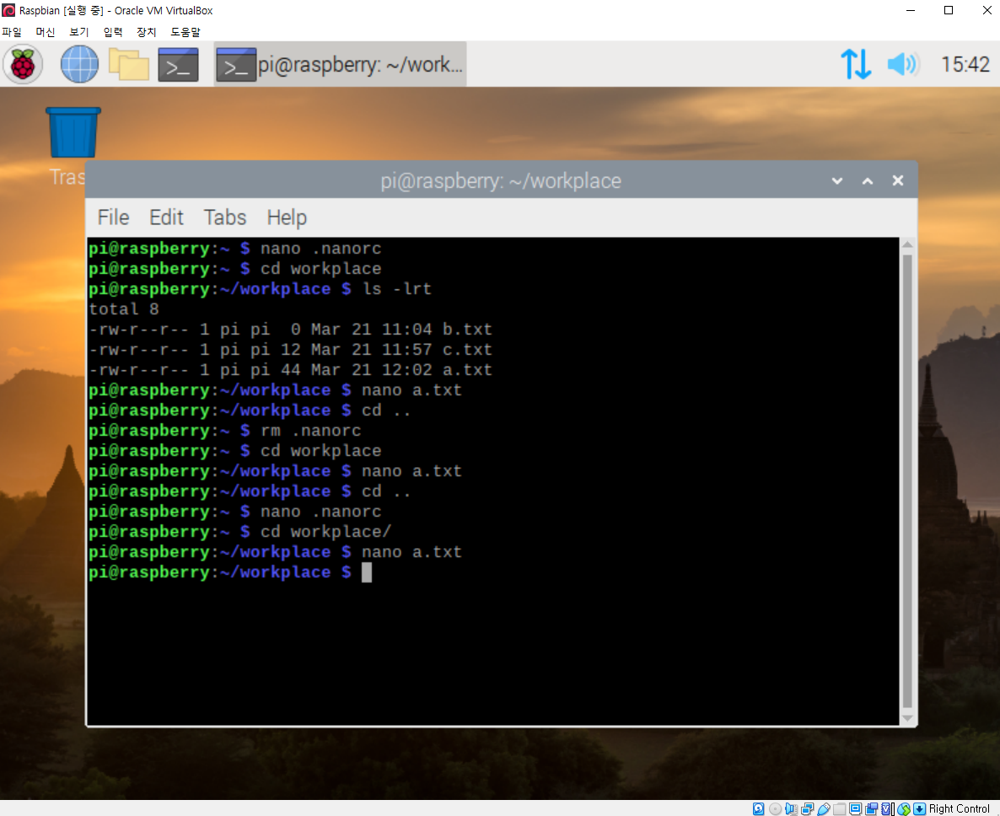 Raspbian [실행 중] - Oracle VM VirtualBox
파일 머신 보기 입력 장치 도움말
pi@raspberry: ~/work... 15:42
Tras
pi@raspberry: ~/workplace
File Edit Tabs Help
pi@raspberry:~ $ nano .nanorc
pi@raspberry:~ $ cd workplace
pi@raspberry:~/workplace $ ls -lrt
total 8
-rw-r--r-- 1 pi pi  0 Mar 21 11:04 b.txt
-rw-r--r-- 1 pi pi 12 Mar 21 11:57 c.txt
-rw-r--r-- 1 pi pi 44 Mar 21 12:02 a.txt
pi@raspberry:~/workplace $ nano a.txt
pi@raspberry:~/workplace $ cd ..
pi@raspberry:~ $ rm .nanorc
pi@raspberry:~ $ cd workplace
pi@raspberry:~/workplace $ nano a.txt
pi@raspberry:~/workplace $ cd ..
pi@raspberry:~ $ nano .nanorc
pi@raspberry:~ $ cd workplace/
pi@raspberry:~/workplace $ nano a.txt
pi@raspberry:~/workplace $
Right Control